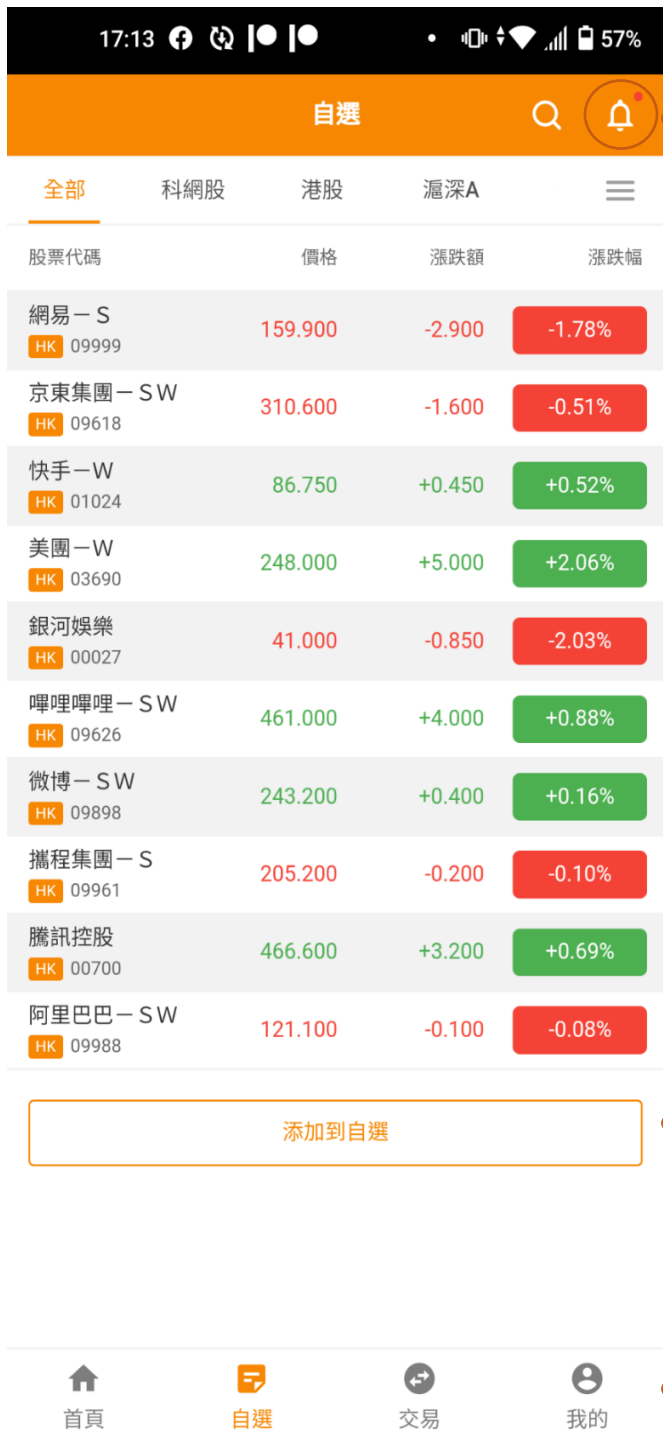 17:13 57%
自選
全部 科網股 港股 滬深A
股票代碼 價格 漲跌額 漲跌幅
網易－Ｓ
159.900 -2.900 -1.78%
HK 09999
京東集團－ＳＷ
310.600 -1.600 -0.51%
HK 09618
快手－Ｗ
86.750 +0.450 +0.52%
HK 01024
美團－Ｗ
248.000 +5.000 +2.06%
HK 03690
銀河娛樂
41.000 -0.850 -2.03%
HK 00027
嗶哩嗶哩－ＳＷ
461.000 +4.000 +0.88%
HK 09626
微博－ＳＷ
243.200 +0.400 +0.16%
HK 09898
攜程集團－Ｓ
205.200 -0.200 -0.10%
HK 09961
騰訊控股
466.600 +3.200 +0.69%
HK 00700
阿里巴巴－ＳＷ
121.100 -0.100 -0.08%
HK 09988
添加到自選
首頁 自選 交易 我的